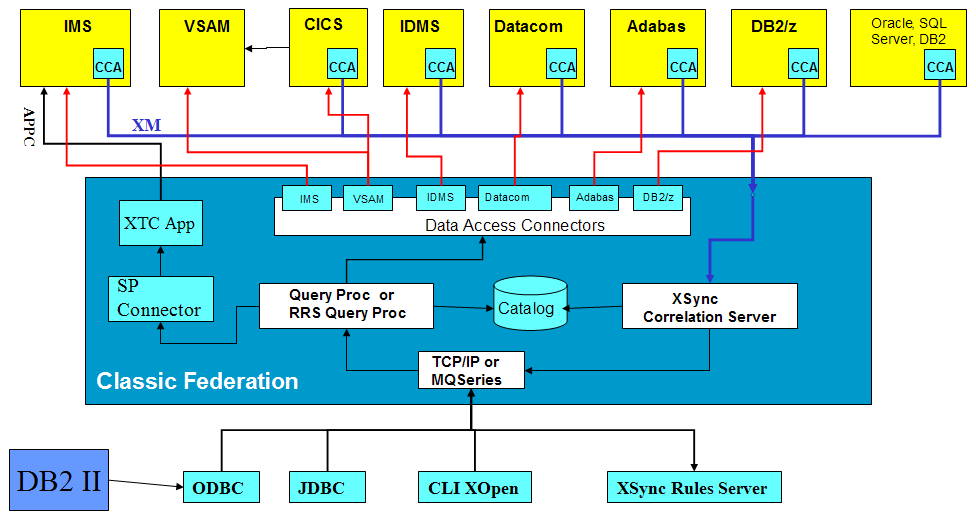 IMS
CCA
VSAM
CICS
CCA
IDMS
CCA
Datacom
CCA
Adabas
CCA
DB2/z
CCA
Oracle, SQL
Server, DB2
CCA
APPC
XM
IMS
VSAM
IDMS
Datacom
Adabas
DB2/z
Data Access Connectors
XTC App
SP
Connector
Query Proc or
RRS Query Proc
Catalog
XSync
Correlation Server
TCP/IP or
MQSeries
Classic Federation
DB2 II
ODBC
JDBC
CLI XOpen
XSync Rules Server